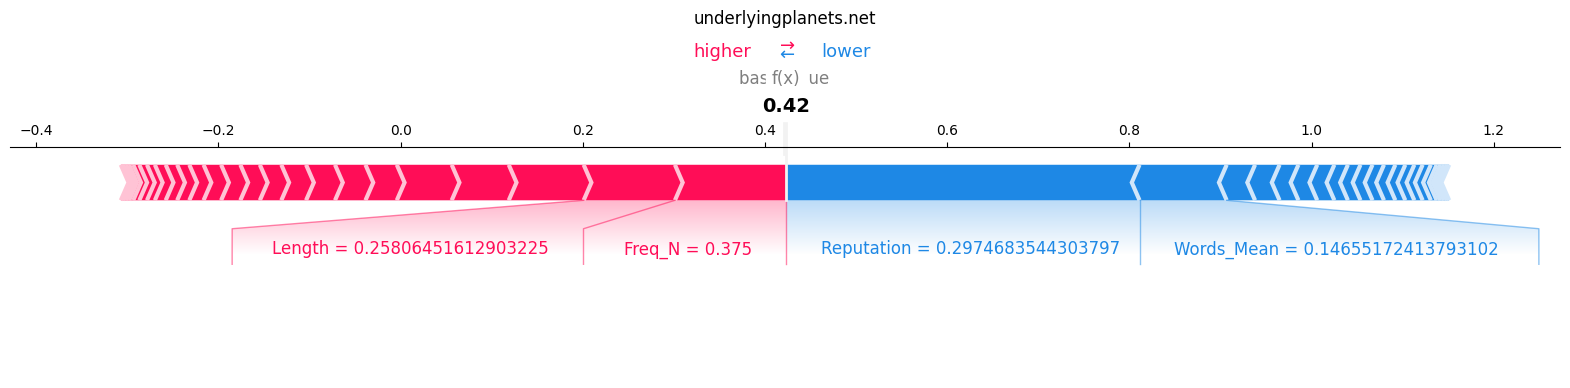 underlyingplanets.net
higher ⇄ lower
bas f(x) ue
0.42
−0.4 −0.2 0.0 0.2 0.4 0.6 0.8 1.0 1.2
Length = 0.25806451612903225 Freq_N = 0.375 Reputation = 0.2974683544303797 Words_Mean = 0.14655172413793102